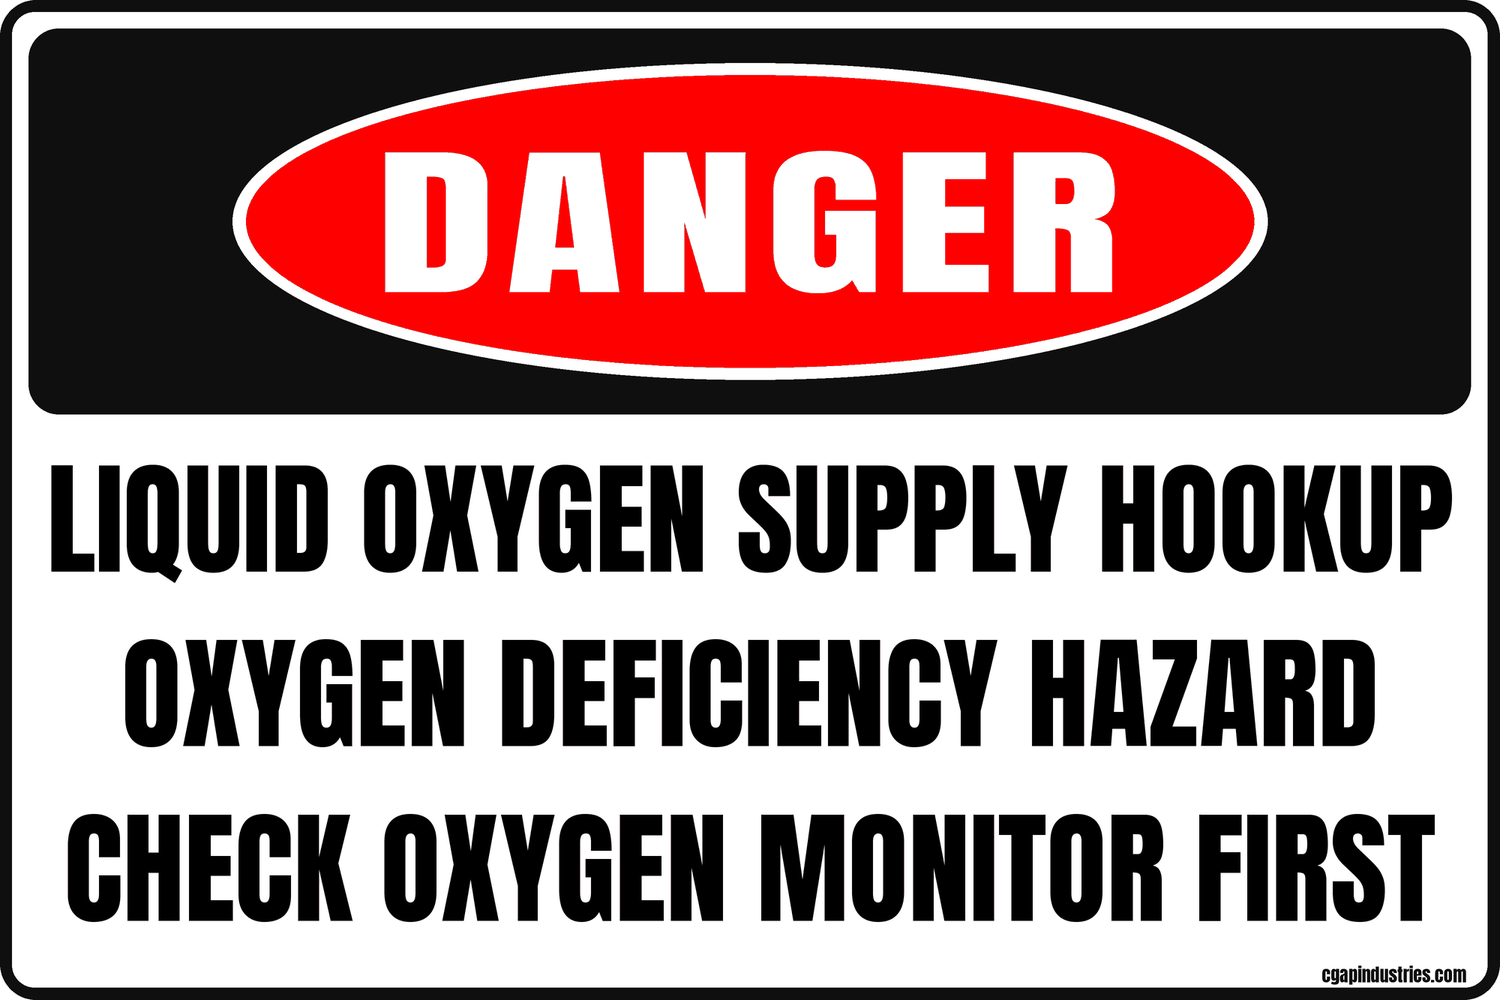 DANGER
LIQUID OXYGEN SUPPLY HOOKUP
OXYGEN DEFICIENCY HAZARD
CHECK OXYGEN MONITOR FIRST
cgapindustries.com